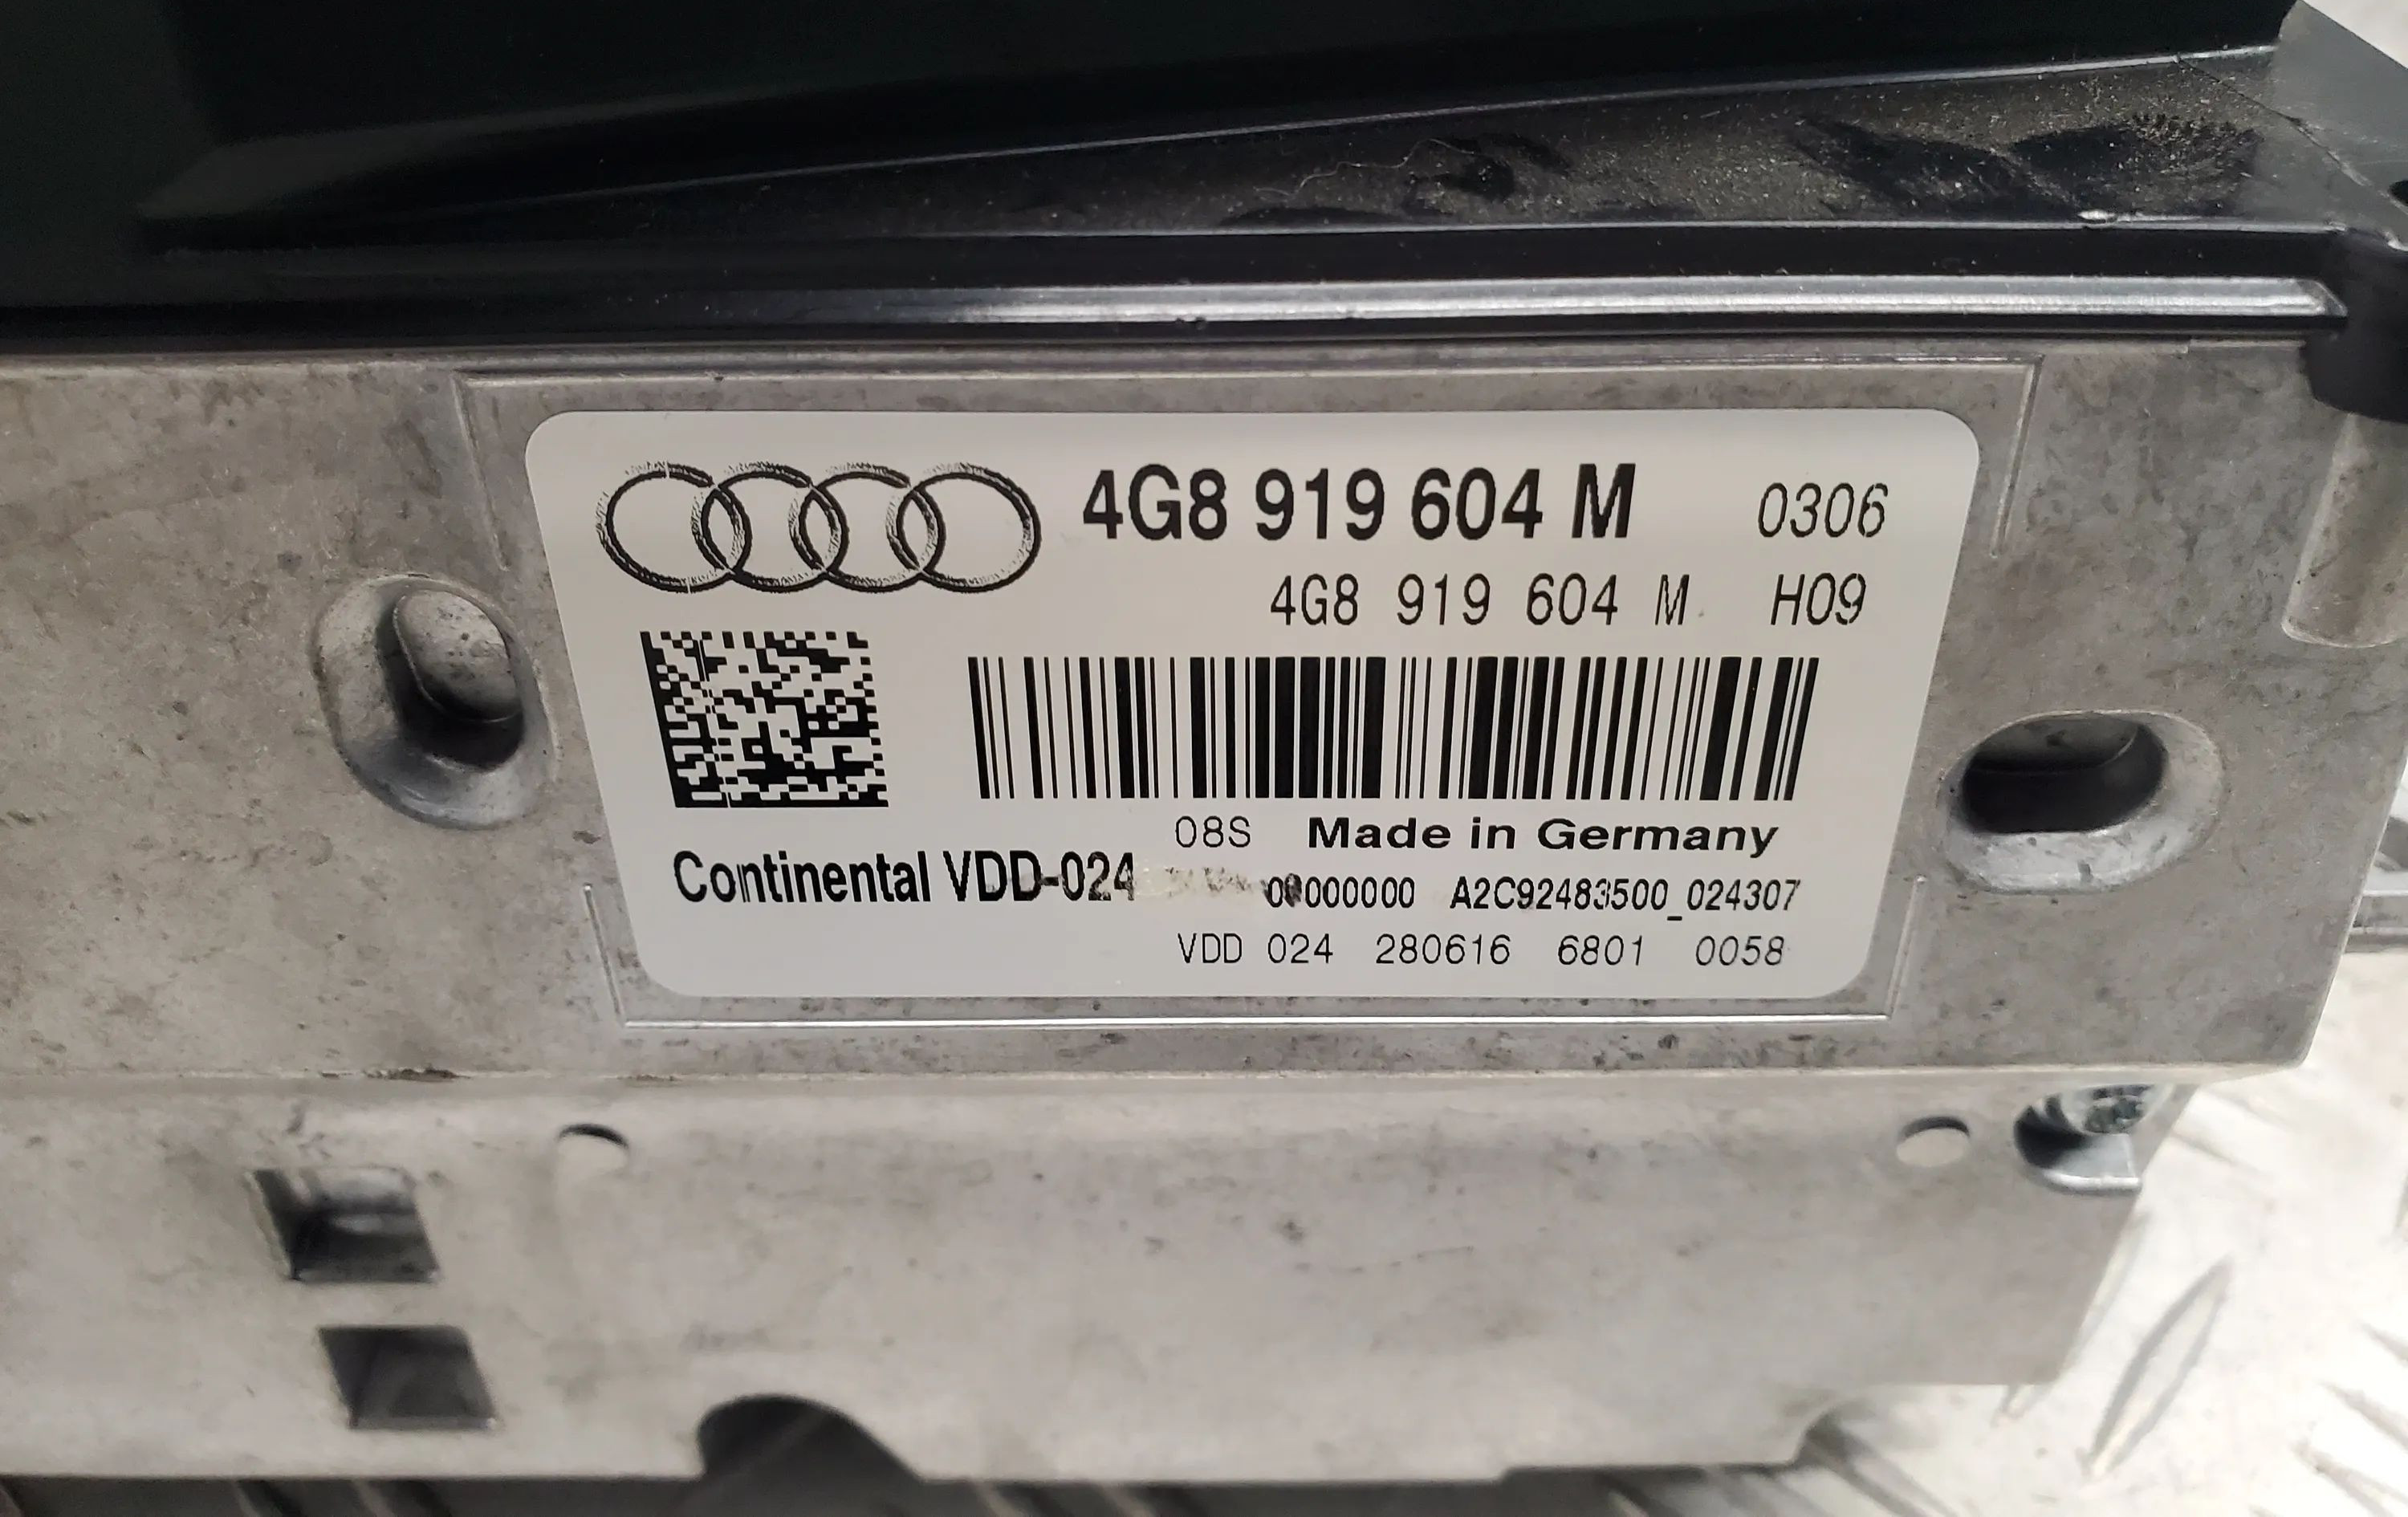 4G8 919 604 M 0306
4G8 919 604 M H09
08S Made in Germany
Continental VDD-024 A2C92483500_024307
VDD 024 280616 6801 0058